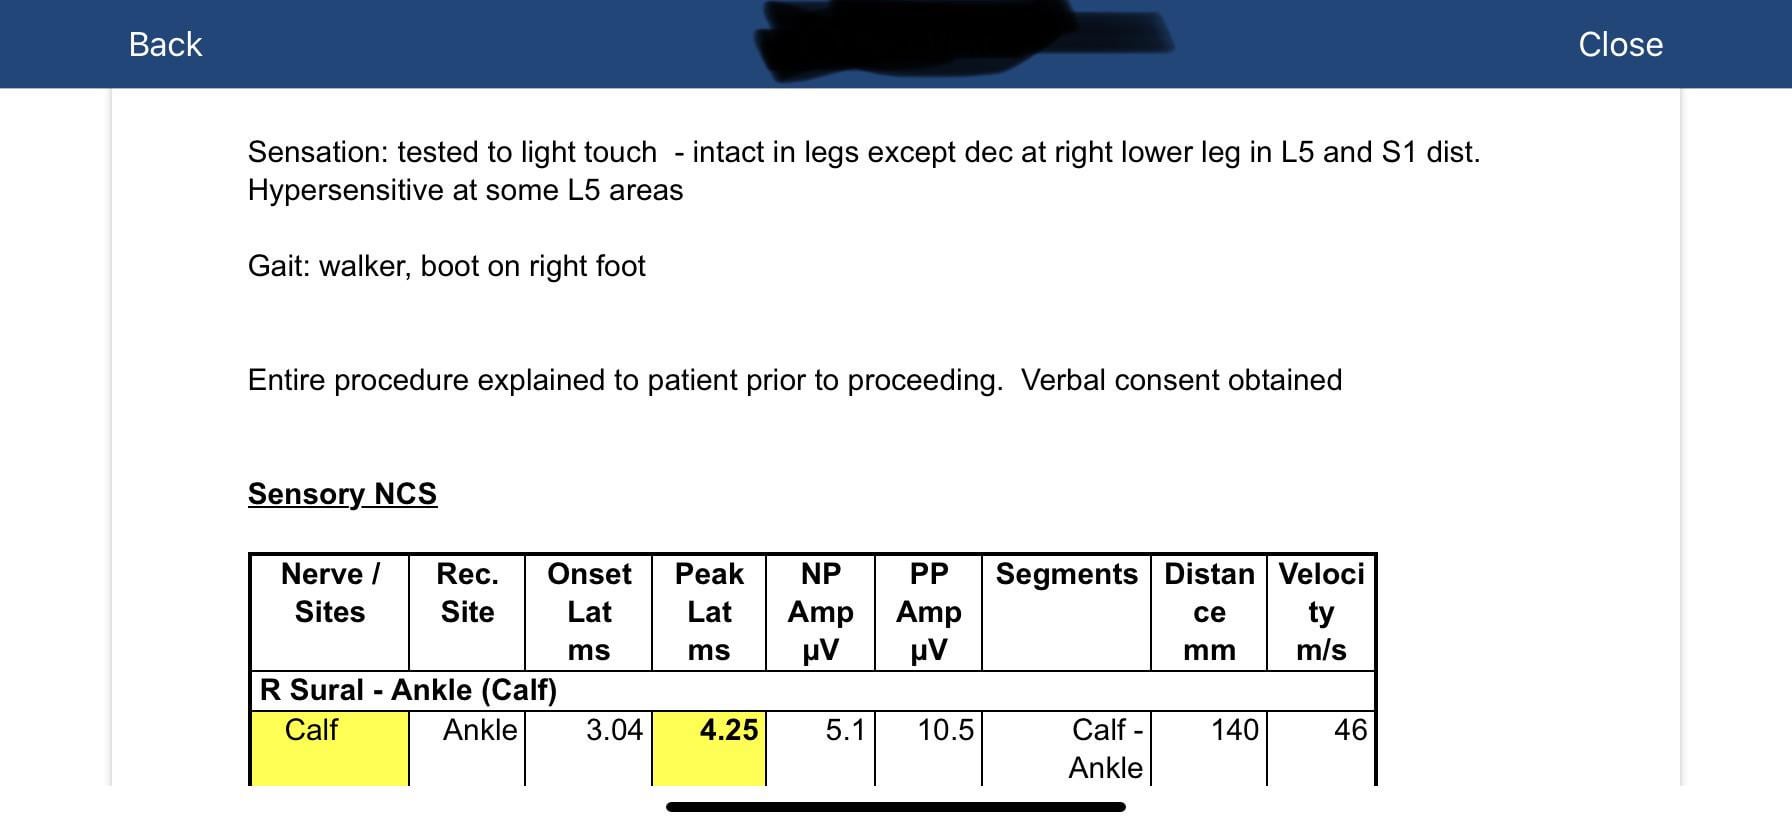 Back
Close
Sensation: tested to light touch  - intact in legs except dec at right lower leg in L5 and S1 dist.
Hypersensitive at some L5 areas
Gait: walker, boot on right foot
Entire procedure explained to patient prior to proceeding.  Verbal consent obtained
Sensory NCS
Nerve / Rec. Onset Peak NP PP Segments Distan Veloci
Sites Site Lat Lat Amp Amp ce ty
ms ms µV µV mm m/s
R Sural - Ankle (Calf)
Calf Ankle 3.04 4.25 5.1 10.5 Calf - 140 46
Ankle